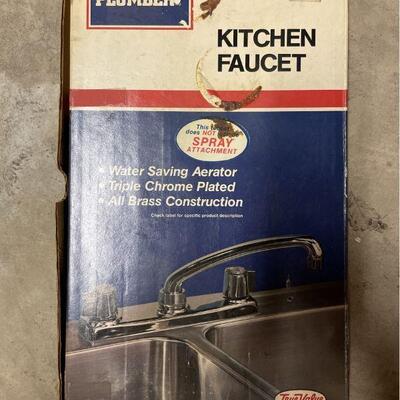 PLUMBER
KITCHEN
FAUCET
This faucet
does NOT
SPRAY
ATTACHMENT
• Water Saving Aerator
• Triple Chrome Plated
• All Brass Construction
Check label for specific product description
True Value